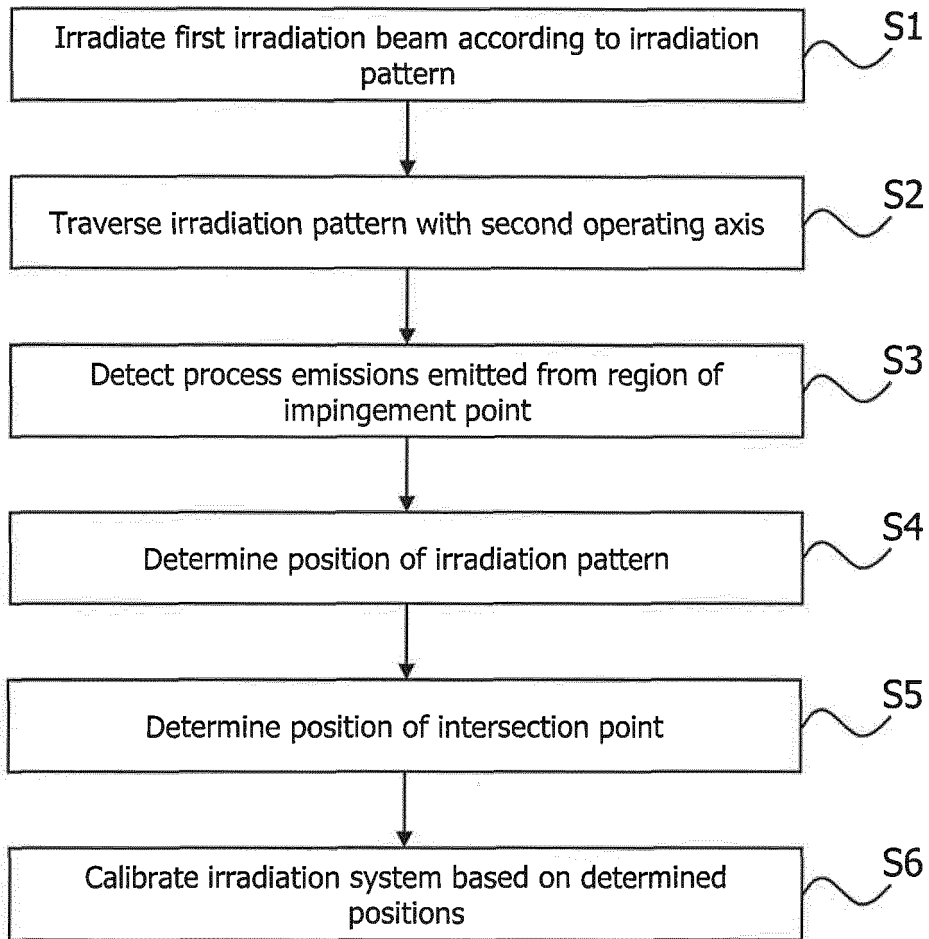 Irradiate first irradiation beam according to irradiation
pattern
S1
Traverse irradiation pattern with second operating axis
S2
Detect process emissions emitted from region of
impingement point
S3
Determine position of irradiation pattern
S4
Determine position of intersection point
S5
Calibrate irradiation system based on determined
positions
S6